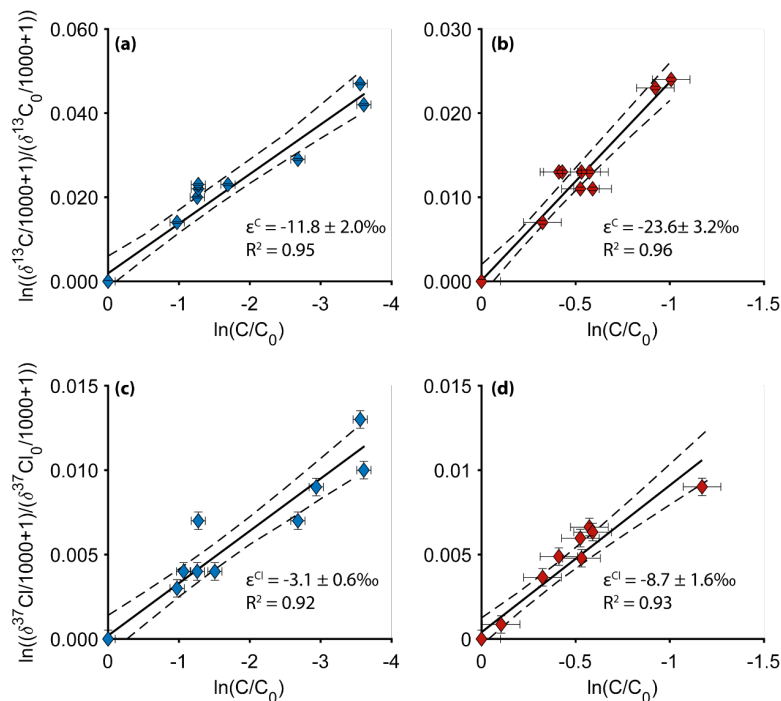 (a)
ln((δ¹³C/1000+1)/(δ¹³C₀/1000+1))
0.060
0.040
0.020
0.000
εᶜ = -11.8 ± 2.0‰
R² = 0.95
0 -1 -2 -3 -4
ln(C/C₀)
(b)
0.030
0.020
0.010
0.000
εᶜ = -23.6± 3.2‰
R² = 0.96
0 -0.5 -1 -1.5
ln(C/C₀)
(c)
ln((δ³⁷Cl/1000+1)/(δ³⁷Cl₀/1000+1))
0.015
0.010
0.005
0.000
εᶜˡ = -3.1 ± 0.6‰
R² = 0.92
0 -1 -2 -3 -4
ln(C/C₀)
(d)
0.015
0.010
0.005
0
εᶜˡ = -8.7 ± 1.6‰
R² = 0.93
0 -0.5 -1 -1.5
ln(C/C₀)